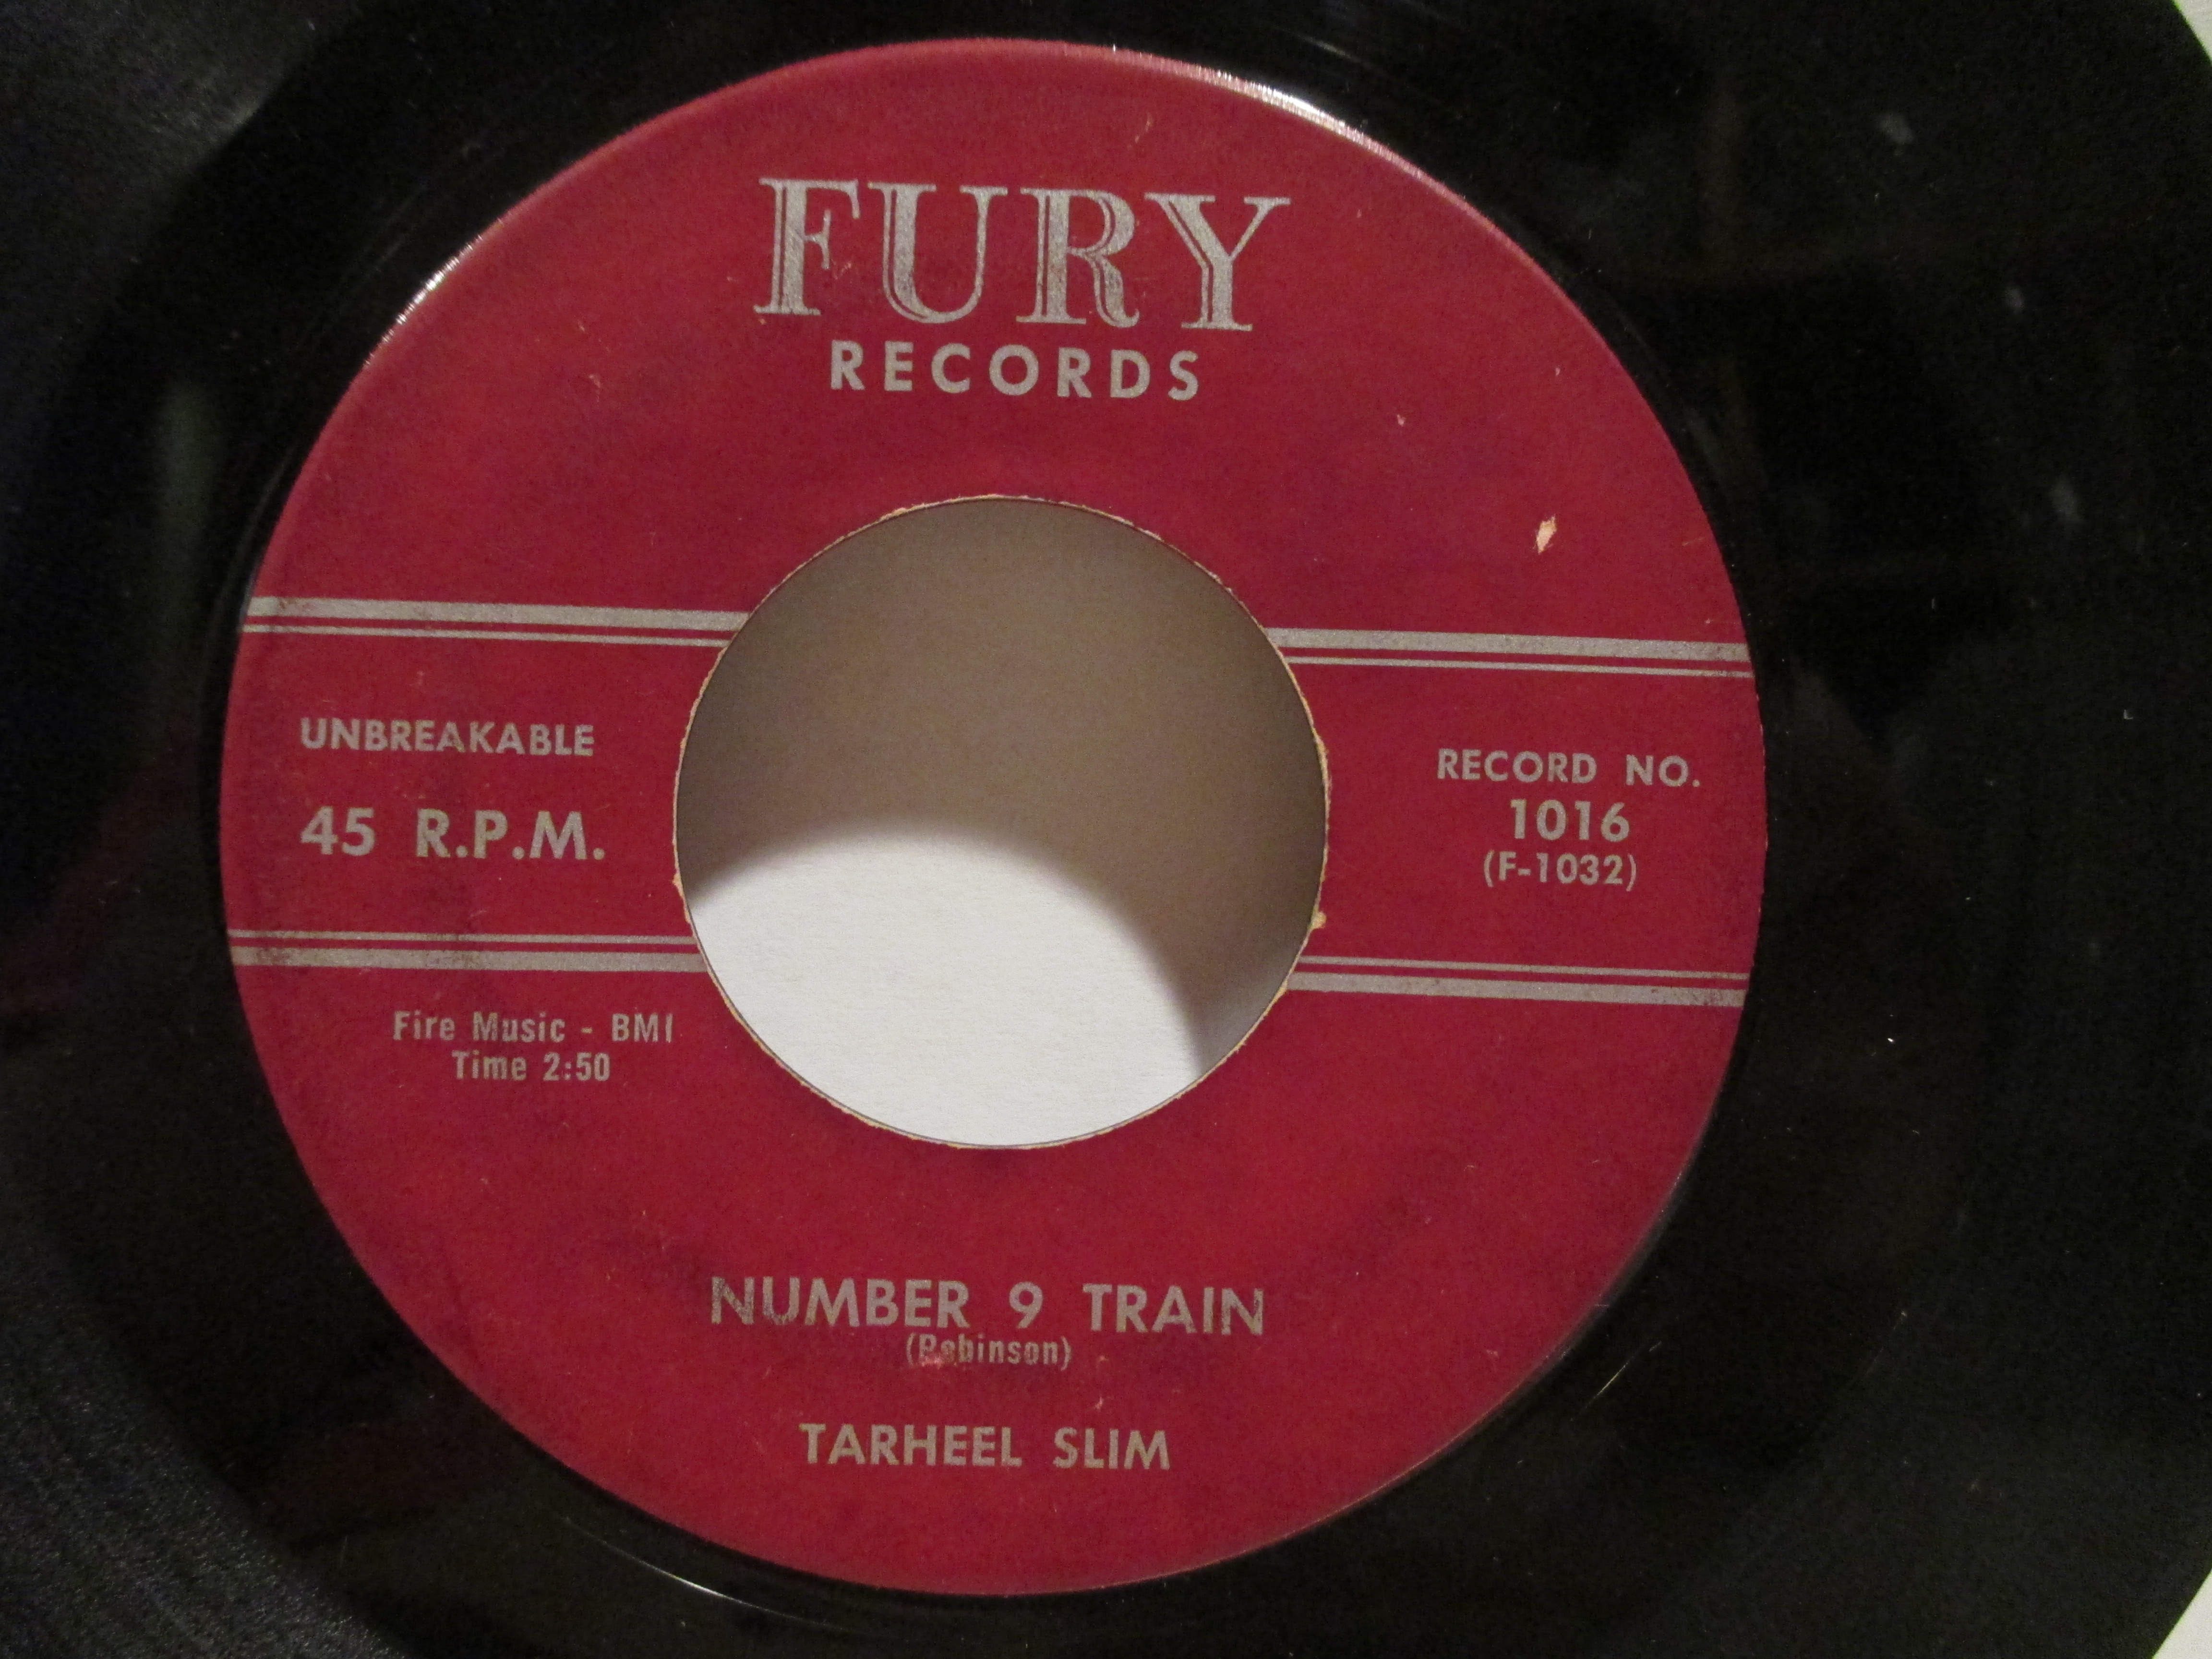 FURY
RECORDS
UNBREAKABLE
45 R.P.M.
RECORD NO.
1016
(F-1032)
Fire Music - BMI
Time 2:50
NUMBER 9 TRAIN
(Robinson)
TARHEEL SLIM